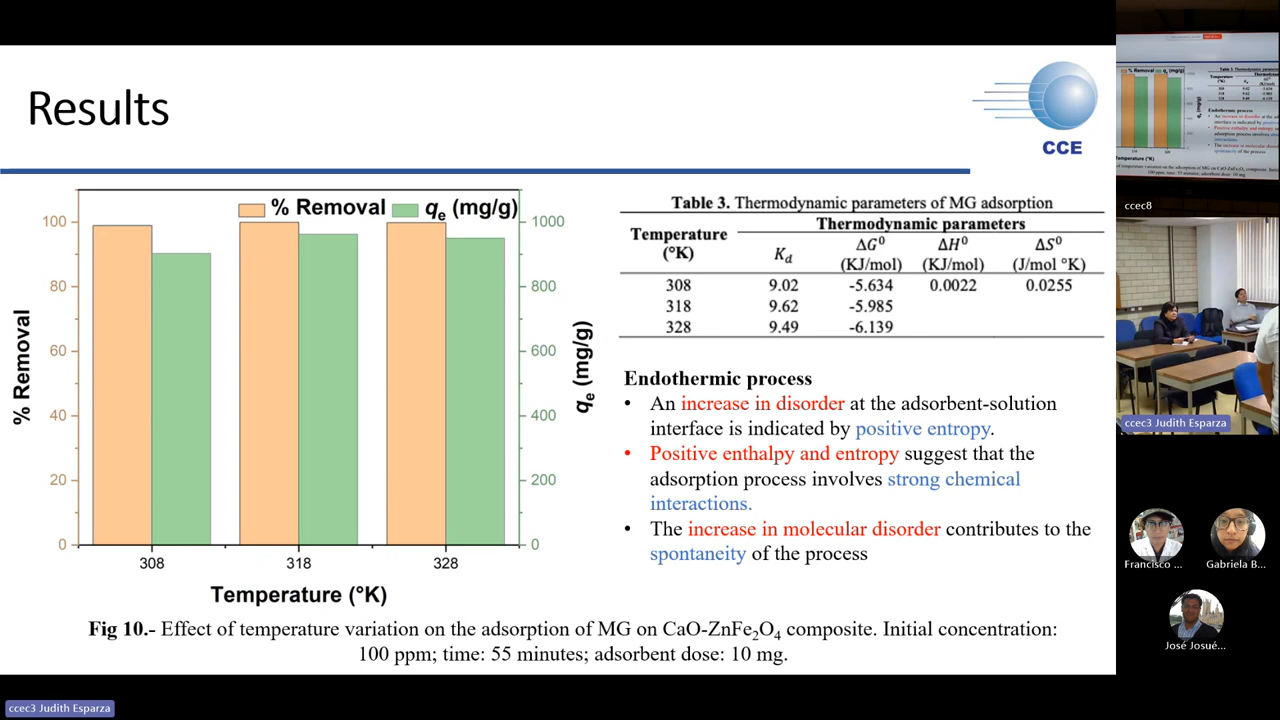 Results
CCE
% Removal
qe (mg/g)
100
80
60
40
20
0
1000
800
600
400
200
0
% Removal
qe (mg/g)
308
318
328
Temperature (°K)
Table 3. Thermodynamic parameters of MG adsorption
Temperature (°K)
Thermodynamic parameters
Kd
ΔG⁰ (KJ/mol)
ΔH⁰ (KJ/mol)
ΔS⁰ (J/mol °K)
308 9.02 -5.634 0.0022 0.0255
318 9.62 -5.985
328 9.49 -6.139
Endothermic process
• An increase in disorder at the adsorbent-solution
interface is indicated by positive entropy.
• Positive enthalpy and entropy suggest that the
adsorption process involves strong chemical
interactions.
• The increase in molecular disorder contributes to the
spontaneity of the process
Fig 10.- Effect of temperature variation on the adsorption of MG on CaO-ZnFe₂O₄ composite. Initial concentration:
100 ppm; time: 55 minutes; adsorbent dose: 10 mg.
ccec8
ccec3 Judith Esparza
Francisco ...
Gabriela B...
José Josué...
ccec3 Judith Esparza